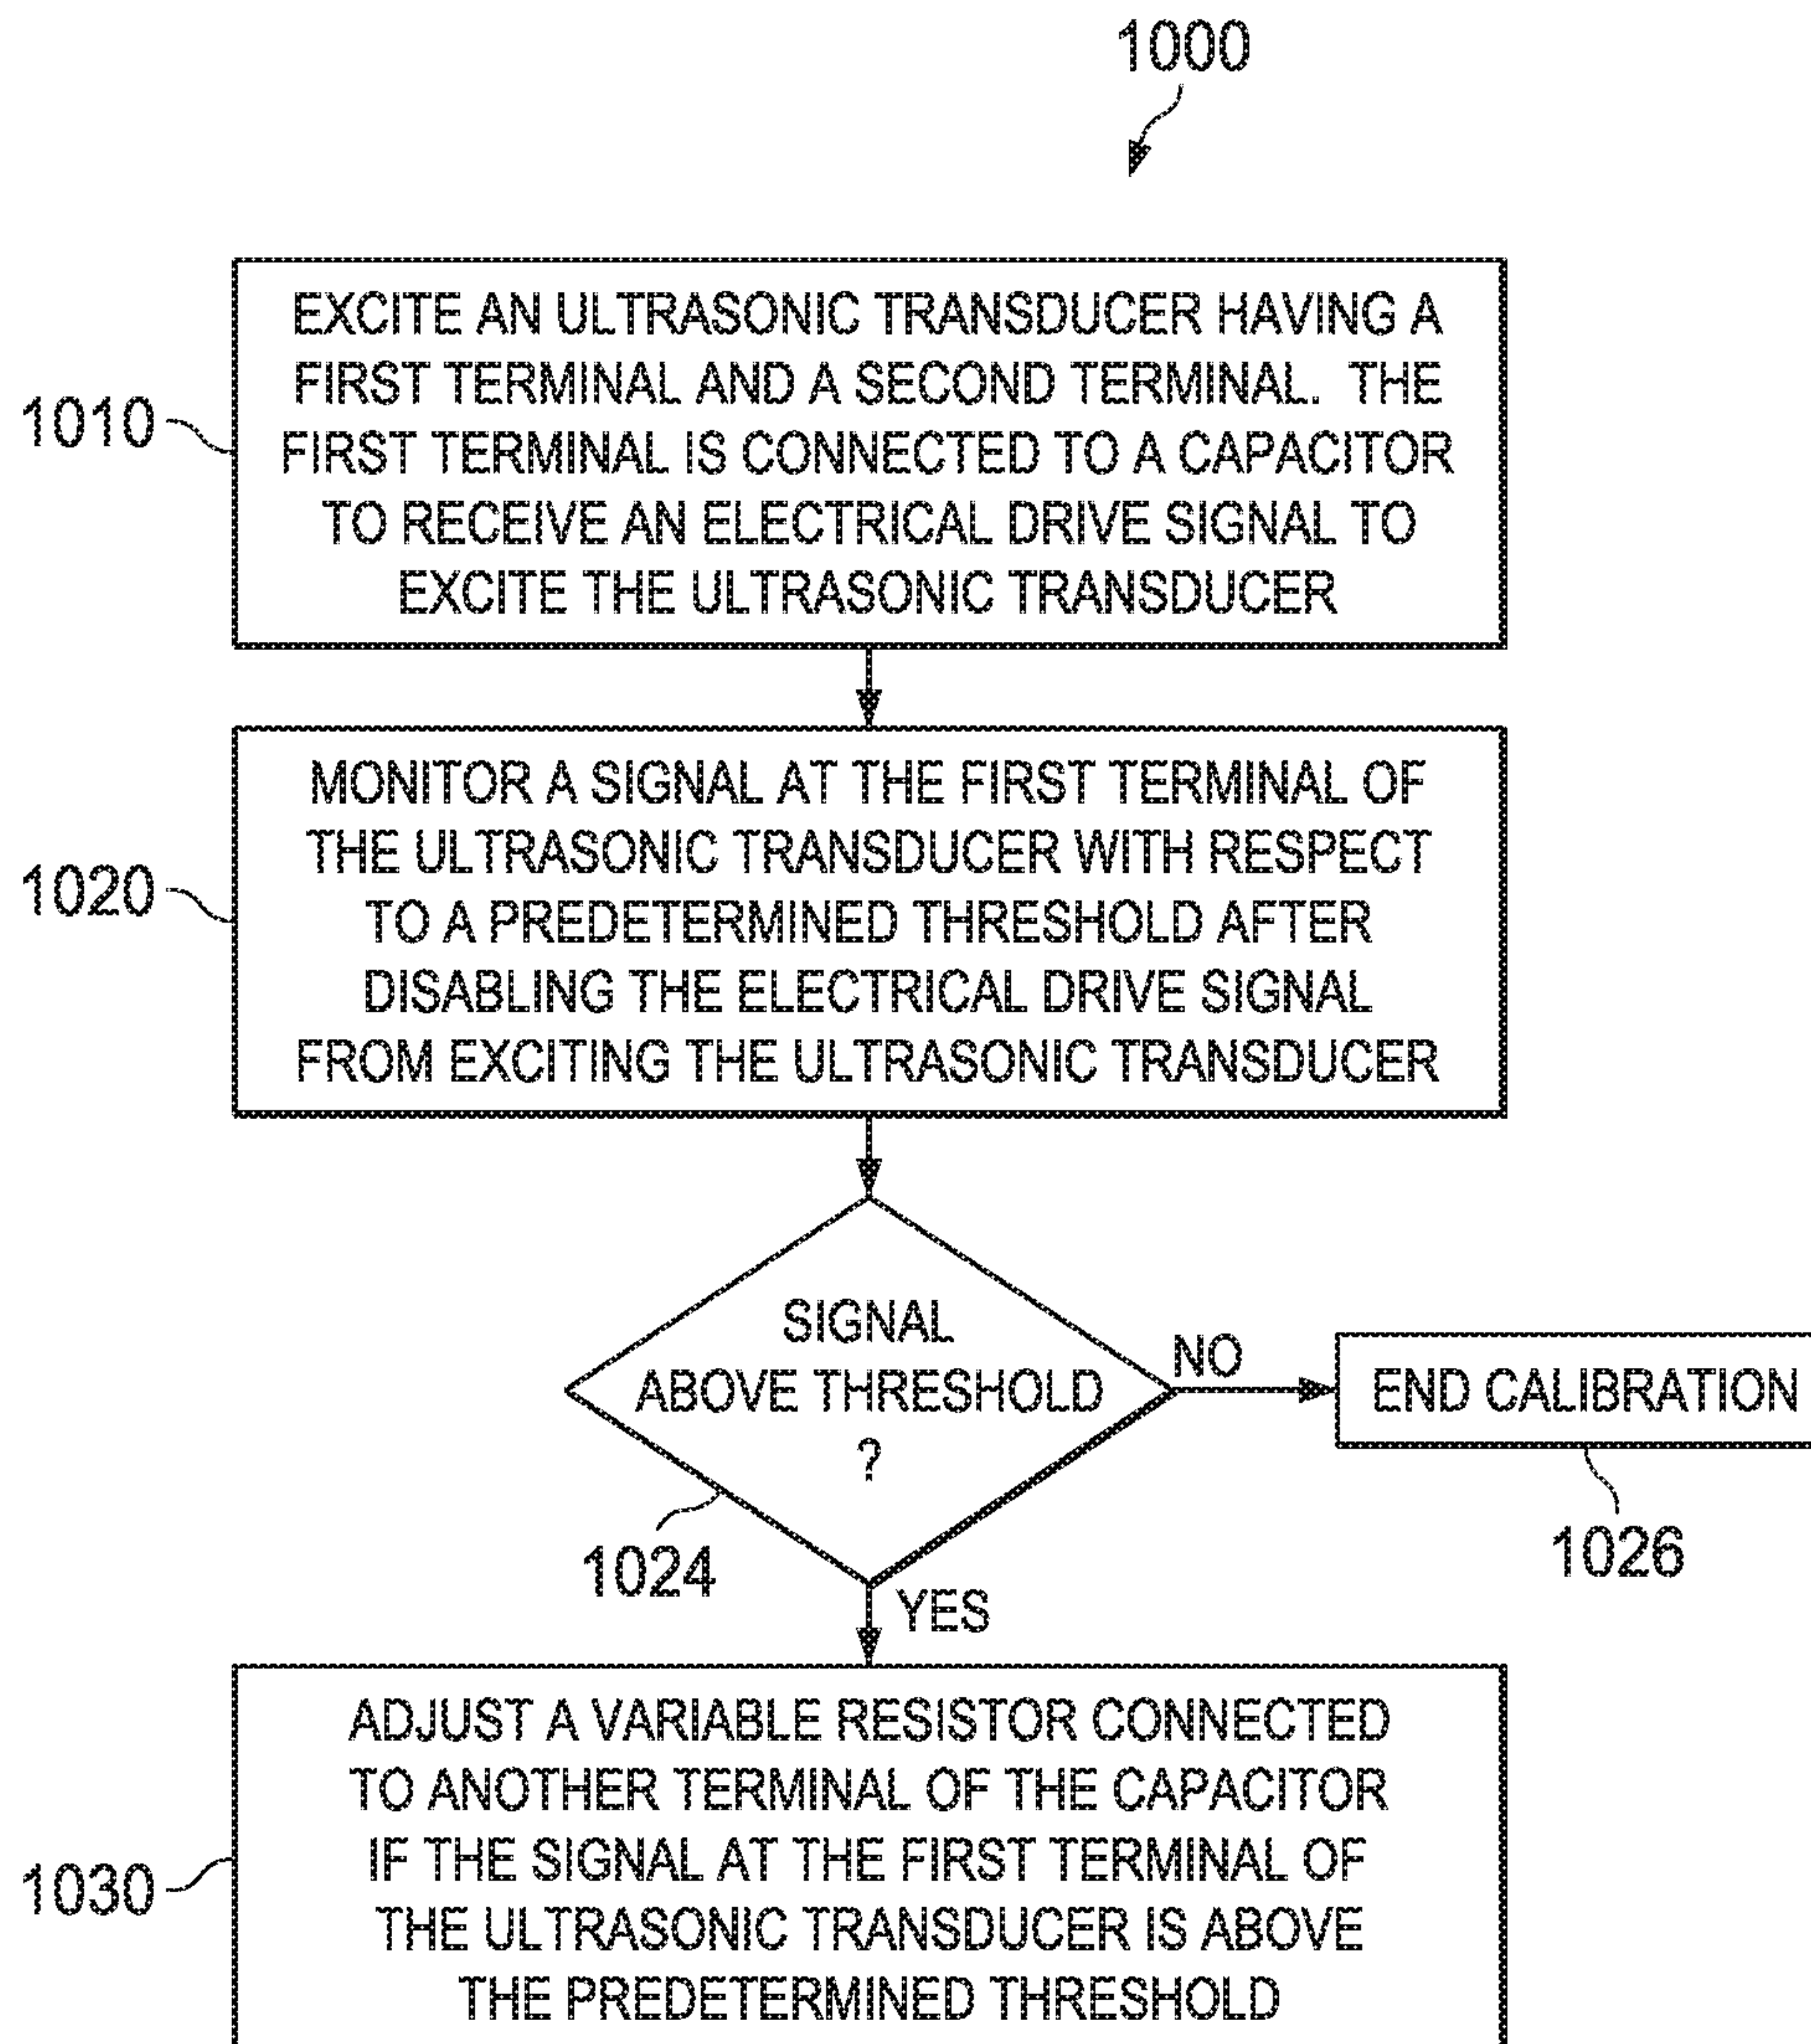 1000
EXCITE AN ULTRASONIC TRANSDUCER HAVING A
FIRST TERMINAL AND A SECOND TERMINAL. THE
1010
FIRST TERMINAL IS CONNECTED TO A CAPACITOR
TO RECEIVE AN ELECTRICAL DRIVE SIGNAL TO
EXCITE THE ULTRASONIC TRANSDUCER
MONITOR A SIGNAL AT THE FIRST TERMINAL OF
THE ULTRASONIC TRANSDUCER WITH RESPECT
1020
TO A PREDETERMINED THRESHOLD AFTER
DISABLING THE ELECTRICAL DRIVE SIGNAL
FROM EXCITING THE ULTRASONIC TRANSDUCER
SIGNAL
ABOVE THRESHOLD
?
NO
END CALIBRATION
1024
1026
YES
ADJUST A VARIABLE RESISTOR CONNECTED
TO ANOTHER TERMINAL OF THE CAPACITOR
IF THE SIGNAL AT THE FIRST TERMINAL OF
1030
THE ULTRASONIC TRANSDUCER IS ABOVE
THE PREDETERMINED THRESHOLD